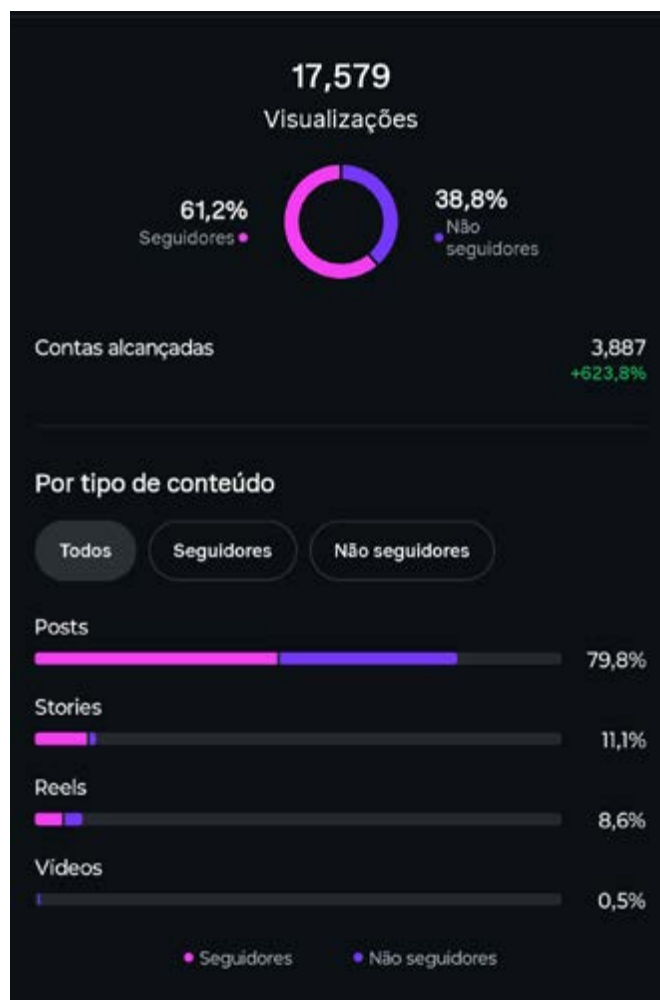 17,579
Visualizações
61,2%
Seguidores
38,8%
Não
seguidores
Contas alcançadas
3,887
+623,8%
Por tipo de conteúdo
Todos
Seguidores
Não seguidores
Posts
79,8%
Stories
11,1%
Reels
8,6%
Vídeos
0,5%
Seguidores
Não seguidores